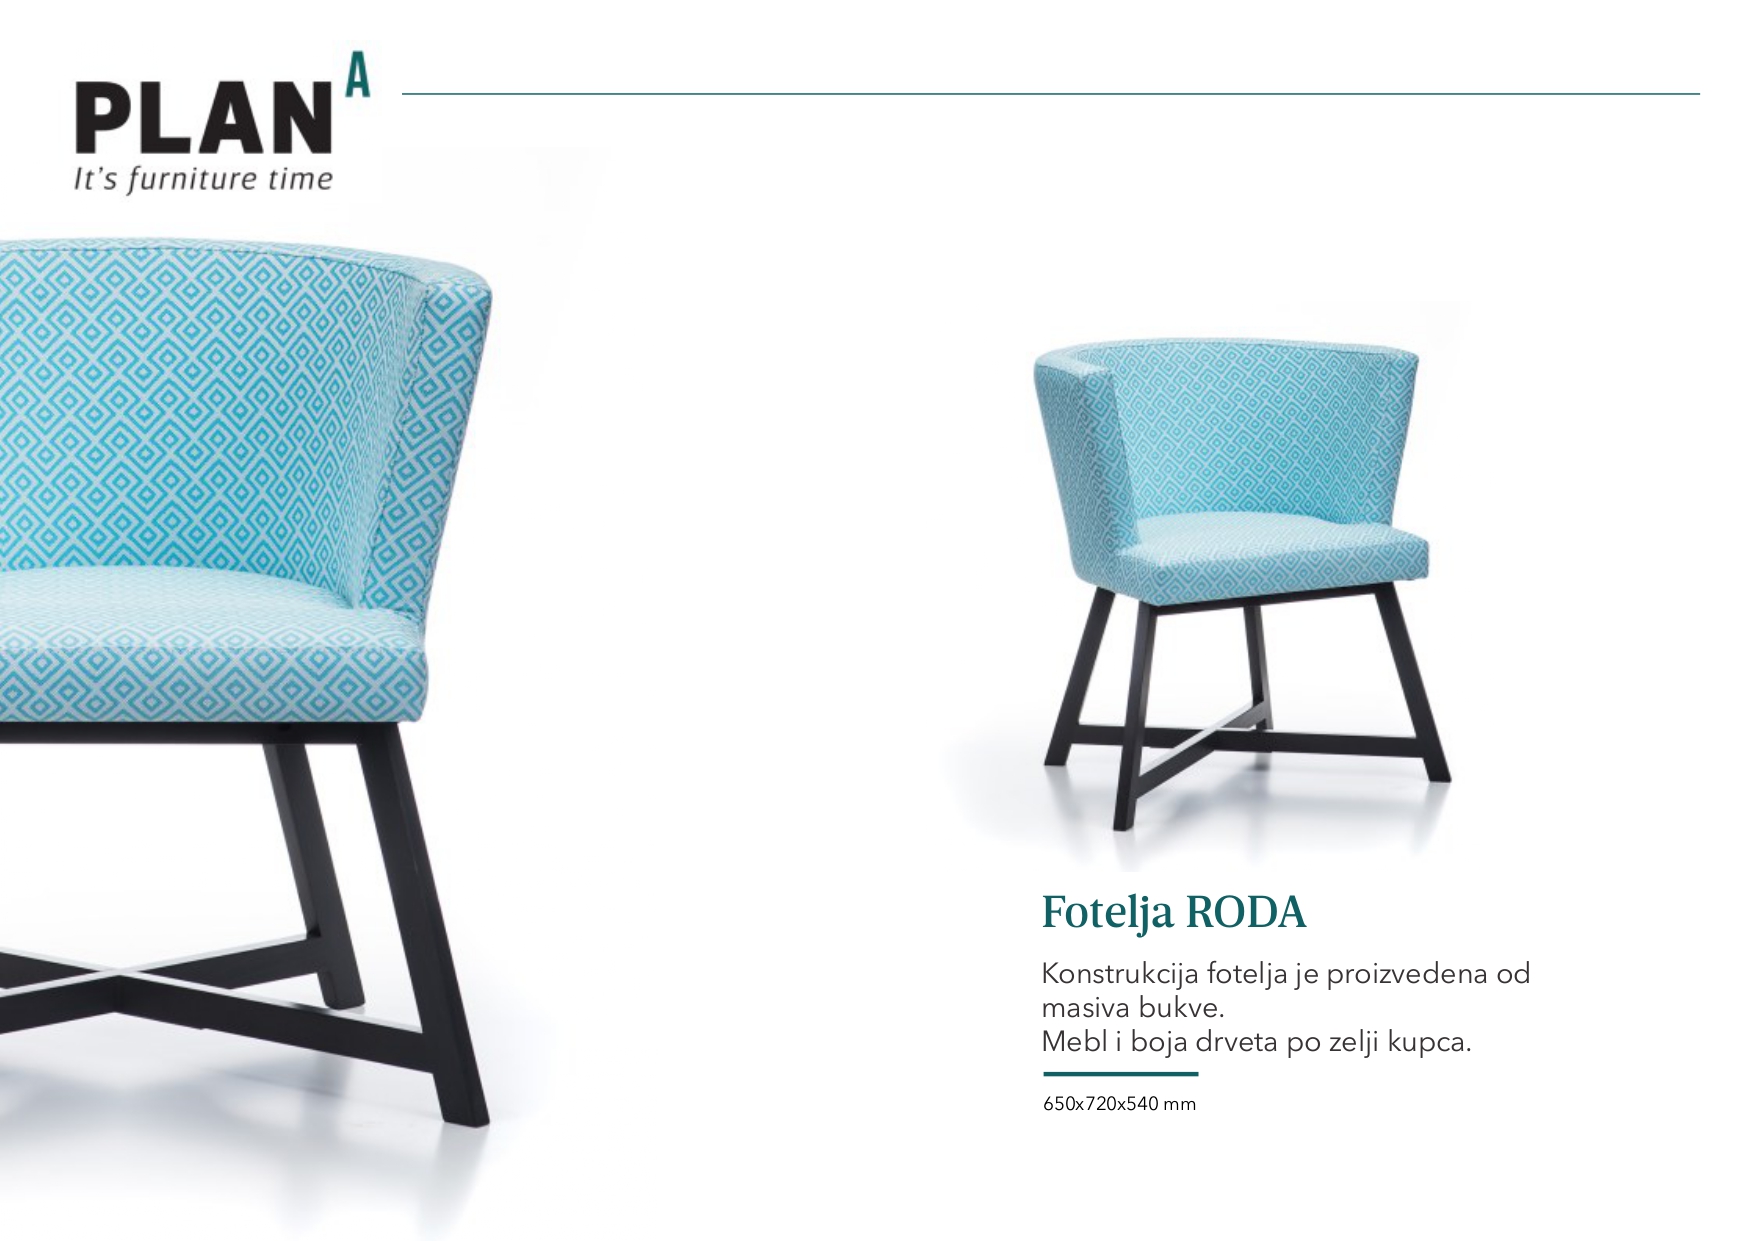 PLAN A
It's furniture time
Fotelja RODA
Konstrukcija fotelja je proizvedena od
masiva bukve.
Mebl i boja drveta po zelji kupca.
650x720x540 mm